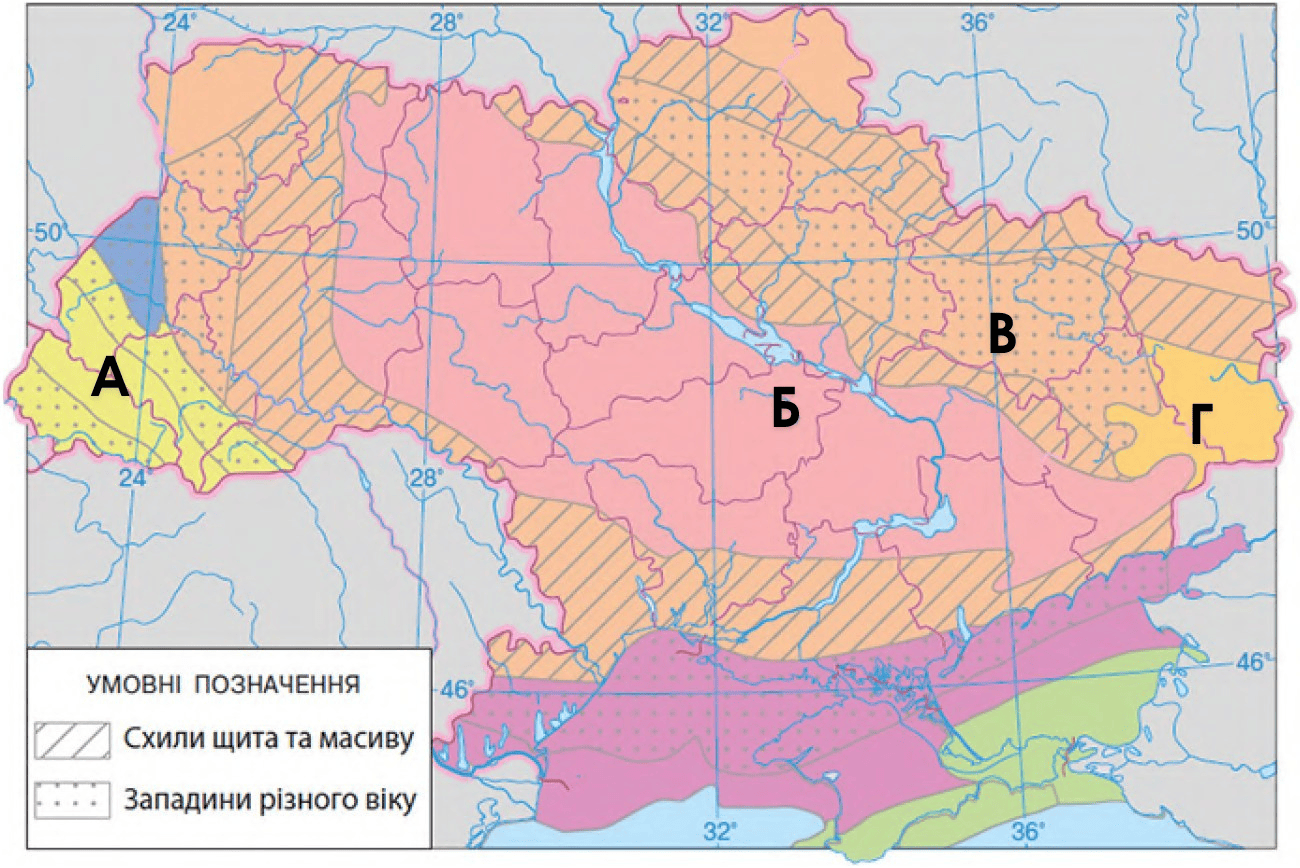 24° 28° 32° 36°
50° 50°
В
А
Б
Г
24° 28°
46° 46°
32° 36°
УМОВНІ ПОЗНАЧЕННЯ
Схили щита та масиву
Западини різного віку